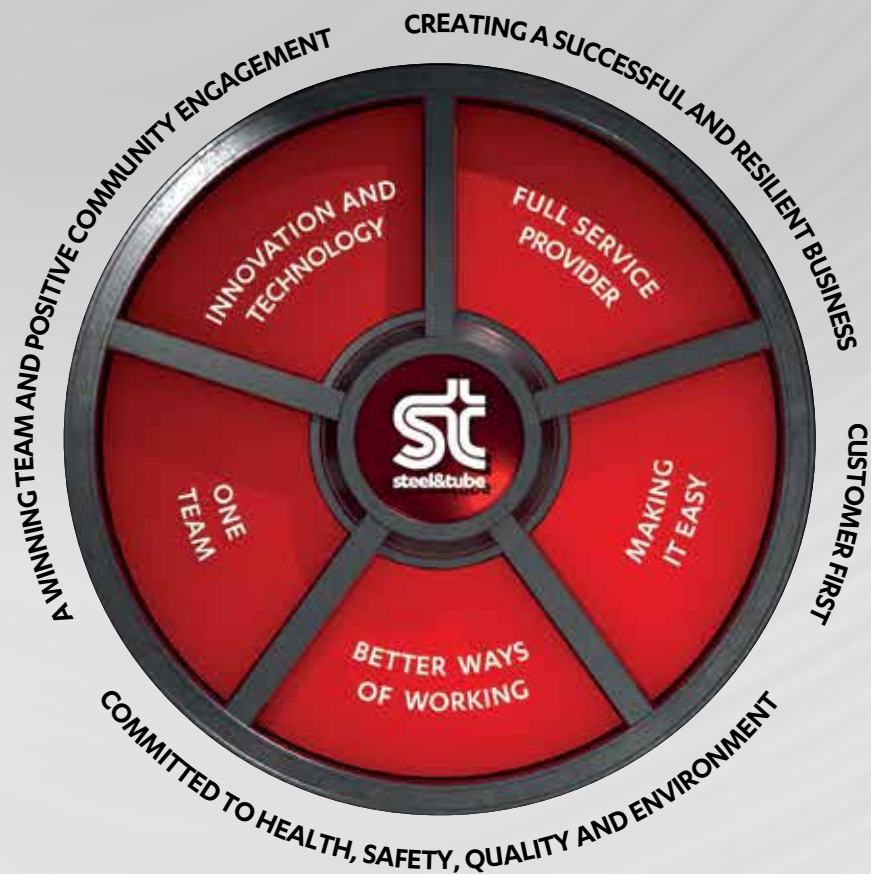 CREATING A SUCCESSFUL AND RESILIENT BUSINESS
CUSTOMER FIRST
COMMITTED TO HEALTH, SAFETY, QUALITY AND ENVIRONMENT
A WINNING TEAM AND POSITIVE COMMUNITY ENGAGEMENT
FULL SERVICE
PROVIDER
MAKING
IT EASY
BETTER WAYS
OF WORKING
ONE
TEAM
INNOVATION AND
TECHNOLOGY
st
steel&tube